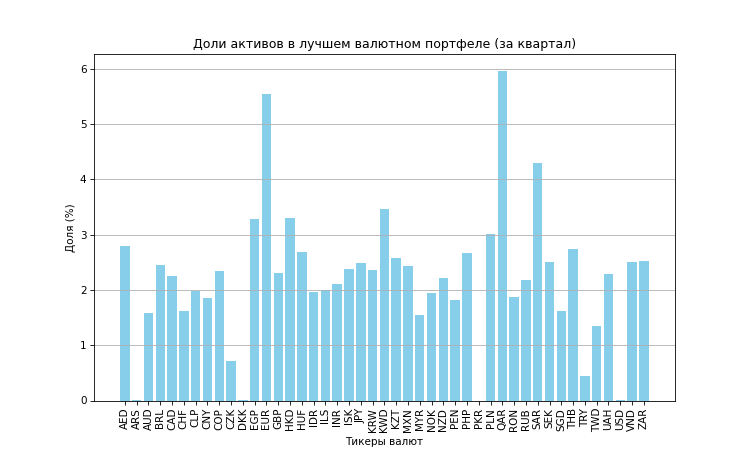 Доли активов в лучшем валютном портфеле (за квартал)
Доля (%)
6
5
4
3
2
1
0
AED ARS AUD BRL CAD CHF CLP CNY COP CZK DKK EGP EUR GBP HKD HUF IDR ILS INR ISK JPY KRW KWD KZT MXN MYR NOK NZD PEN PHP PKR PLN QAR RON RUB SAR SEK SGD THB TRY TWD UAH USD VND ZAR
Тикеры валют